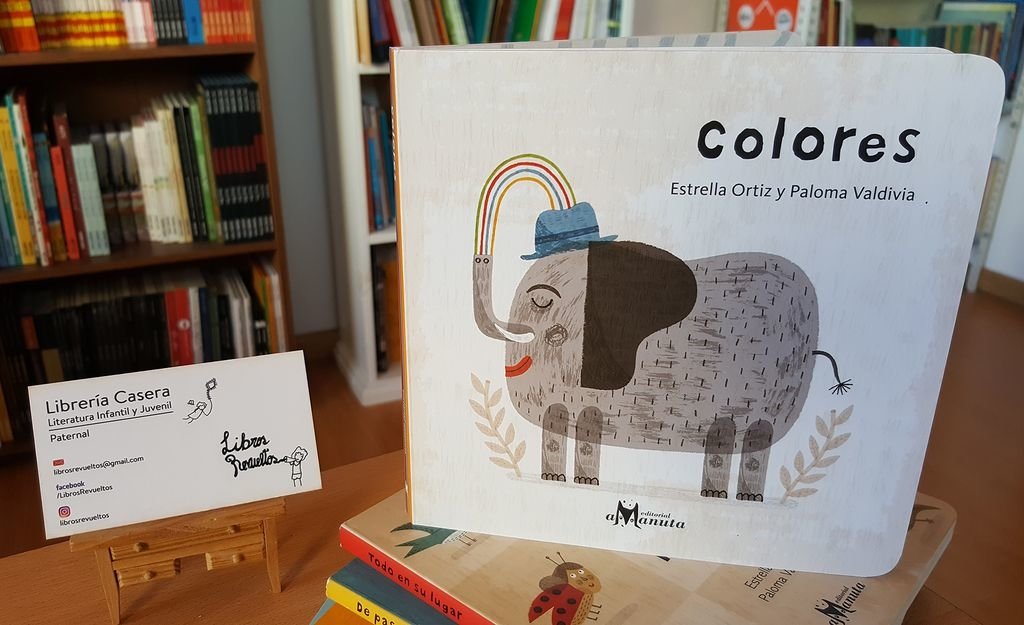 colores
Estrella Ortiz y Paloma Valdivia
editorial
aManuta
Librería Casera
Literatura Infantil y Juvenil
Paternal
librosrevueltos@gmail.com
facebook
/LibrosRevueltos
librosrevueltos
Libros
Revueltos
Todo en su lugar
Estrella
Paloma
aManuta
De